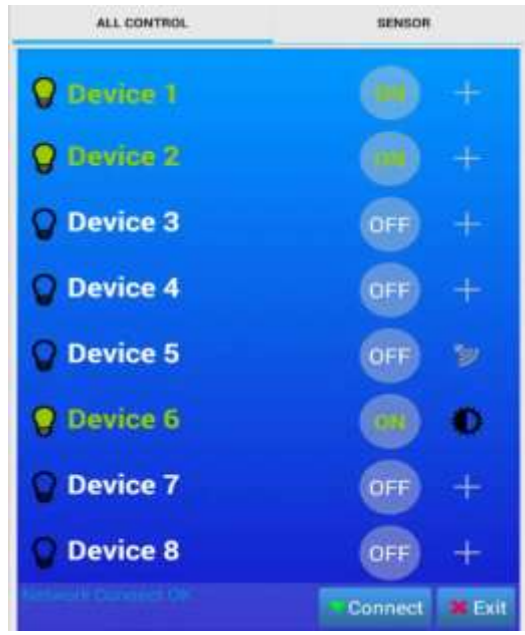 ALL CONTROL SENSOR
Device 1 ON
Device 2 ON
Device 3 OFF
Device 4 OFF
Device 5 OFF
Device 6 ON
Device 7 OFF
Device 8 OFF
Network Connect OK
Connect Exit